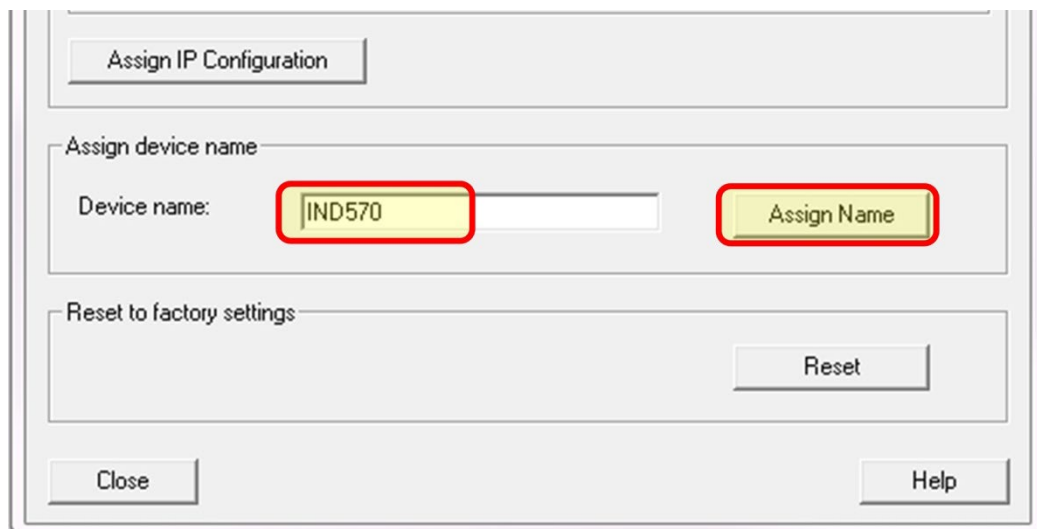 Assign IP Configuration
Assign device name
Device name: IND570 Assign Name
Reset to factory settings
Reset
Close Help